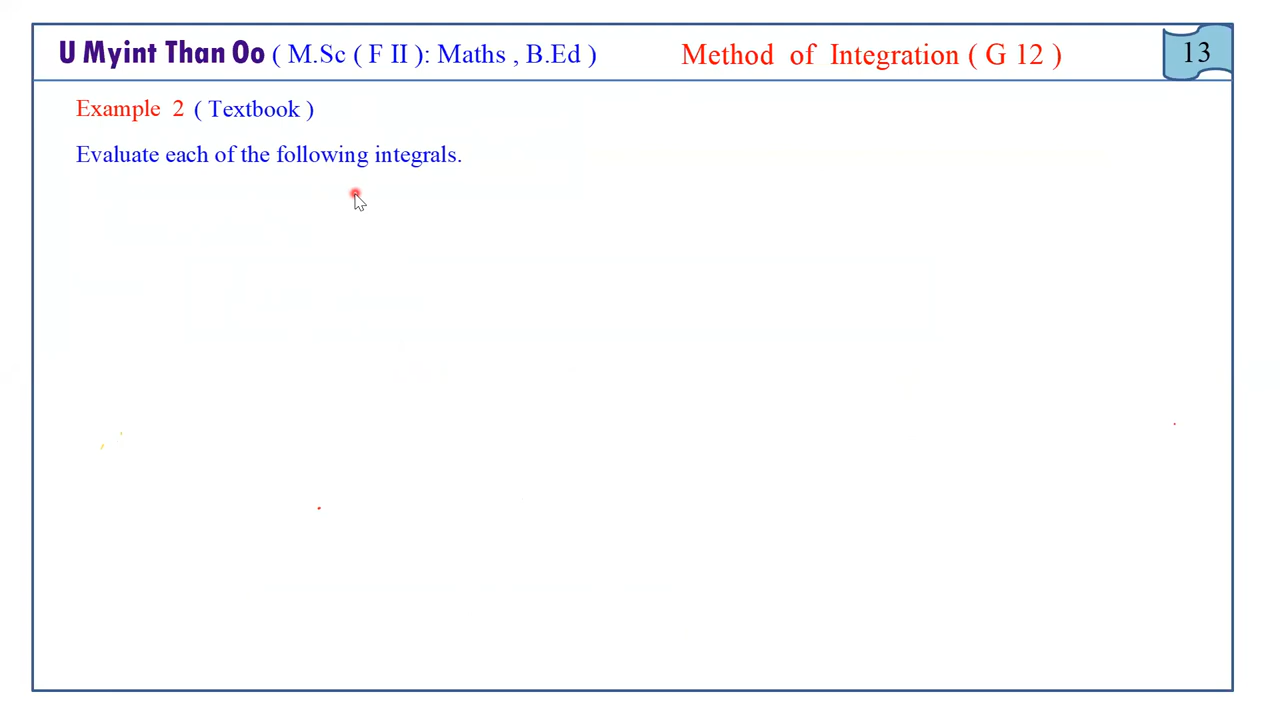 U Myint Than Oo ( M.Sc ( F II ): Maths , B.Ed ) Method of Integration ( G 12 ) 13
Example 2 ( Textbook )
Evaluate each of the following integrals.